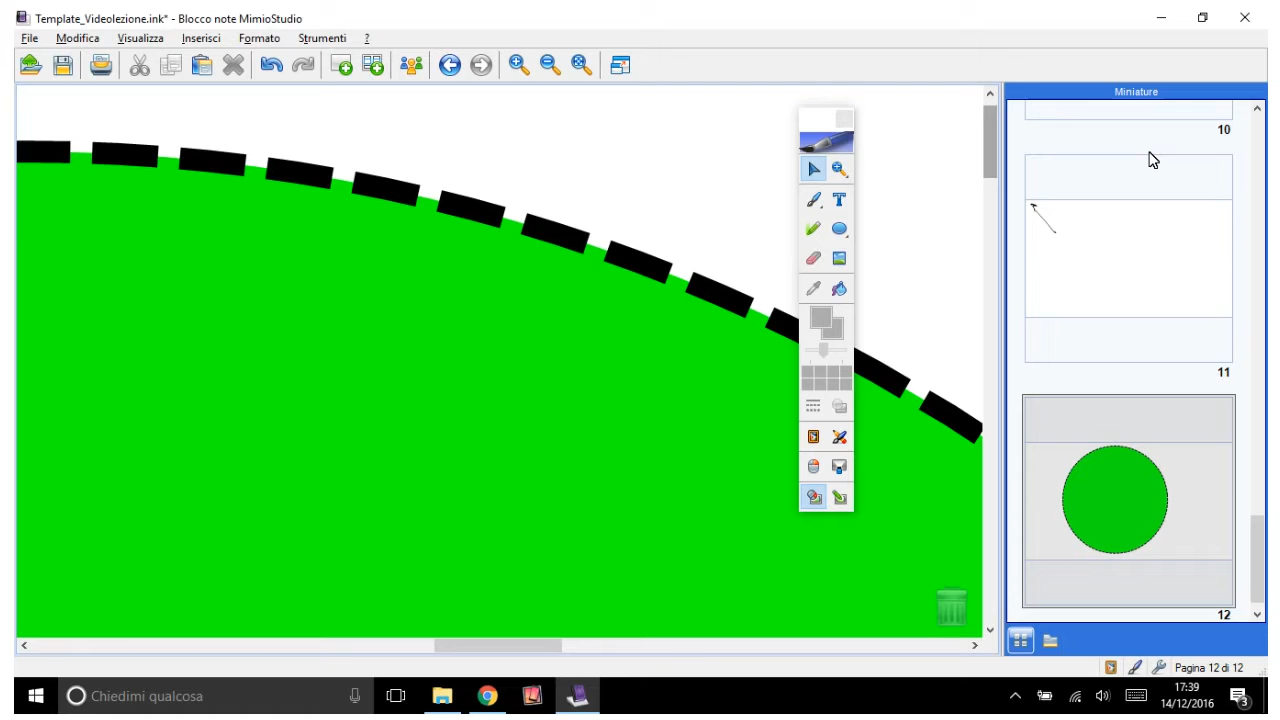 Template_Videolezione.ink* - Blocco note MimioStudio
File Modifica Visualizza Inserisci Formato Strumenti ?
Miniature
T
10
11
12
Pagina 12 di 12
Chiedimi qualcosa
17:39
14/12/2016
3